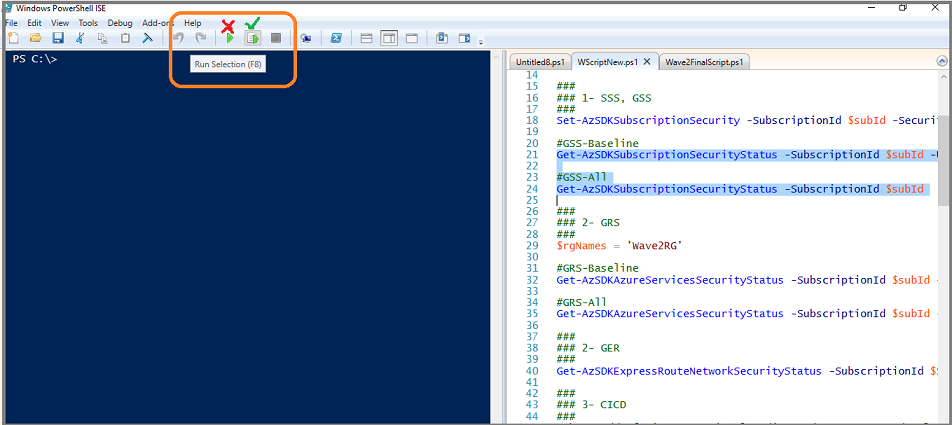 Windows PowerShell ISE
File Edit View Tools Debug Add-ons Help
Run Selection (F8)
PS C:\>
Untitled8.ps1 WScriptNew.ps1 Wave2FinalScript.ps1
14
15 ###
16 ### 1- SSS, GSS
17 ###
18 Set-AzSDKSubscriptionSecurity -SubscriptionId $subId -Securi
19
20 #GSS-Baseline
21 Get-AzSDKSubscriptionSecurityStatus -SubscriptionId $subId -
22
23 #GSS-All
24 Get-AzSDKSubscriptionSecurityStatus -SubscriptionId $subId
25
26 ###
27 ### 2- GRS
28 ###
29 $rgNames = 'Wave2RG'
30
31 #GRS-Baseline
32 Get-AzSDKAzureServicesSecurityStatus -SubscriptionId $subId -
33
34 #GRS-All
35 Get-AzSDKAzureServicesSecurityStatus -SubscriptionId $subId -
36
37 ###
38 ### 2- GER
39 ###
40 Get-AzSDKExpressRouteNetworkSecurityStatus -SubscriptionId $
41
42 ###
43 ### 3- CICD
44 ###